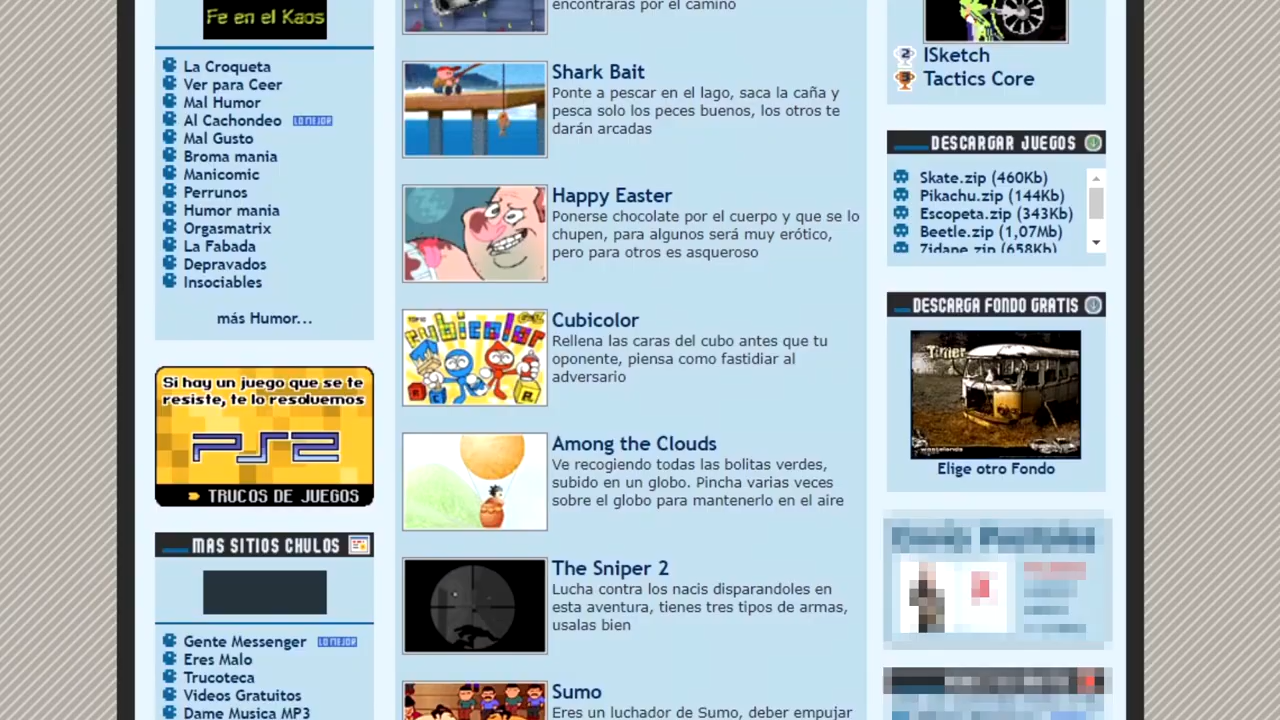 Fe en el Kaos
La Croqueta
Ver para Ceer
Mal Humor
Al Cachondeo LO MEJOR
Mal Gusto
Broma mania
Manicomic
Perrunos
Humor mania
Orgasmatrix
La Fabada
Depravados
Insociables
más Humor...
Si hay un juego que se te
resiste, te lo resolvemos
PS2
TRUCOS DE JUEGOS
MAS SITIOS CHULOS
Gente Messenger LO MEJOR
Eres Malo
Trucoteca
Videos Gratuitos
Dame Musica MP3
encontraras por el camino
Shark Bait
Ponte a pescar en el lago, saca la caña y
pesca solo los peces buenos, los otros te
darán arcadas
Happy Easter
Ponerse chocolate por el cuerpo y que se lo
chupen, para algunos será muy erótico,
pero para otros es asqueroso
cubicolor
Cubicolor
Rellena las caras del cubo antes que tu
oponente, piensa como fastidiar al
adversario
Among the Clouds
Ve recogiendo todas las bolitas verdes,
subido en un globo. Pincha varias veces
sobre el globo para mantenerlo en el aire
The Sniper 2
Lucha contra los nacis disparandoles en
esta aventura, tienes tres tipos de armas,
usalas bien
Sumo
Eres un luchador de Sumo, deber empujar
2 ISketch
3 Tactics Core
DESCARGAR JUEGOS
Skate.zip (460Kb)
Pikachu.zip (144Kb)
Escopeta.zip (343Kb)
Beetle.zip (1,07Mb)
Zidane.zip (658Kb)
DESCARGA FONDO GRATIS
Elige otro Fondo